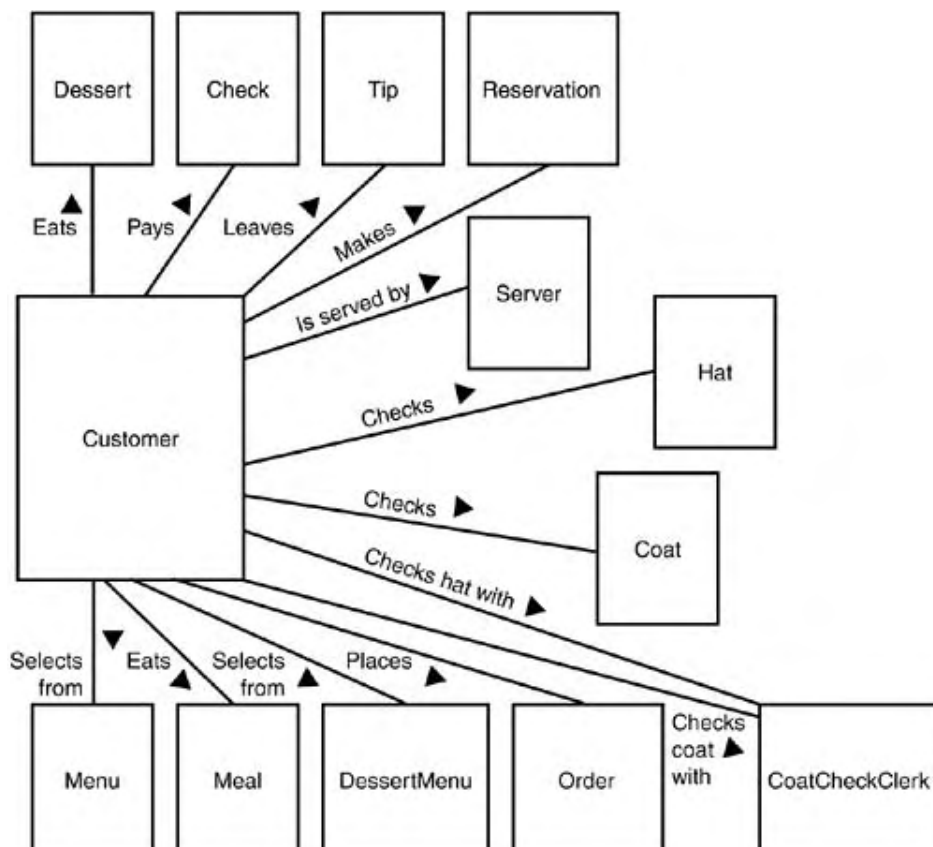 Dessert
Check
Tip
Reservation
Eats
Pays
Leaves
Makes
Is served by
Server
Hat
Checks
Customer
Checks
Coat
Checks hat with
Selects
from
Eats
Selects
from
Places
Checks
coat
with
Menu
Meal
DessertMenu
Order
CoatCheckClerk